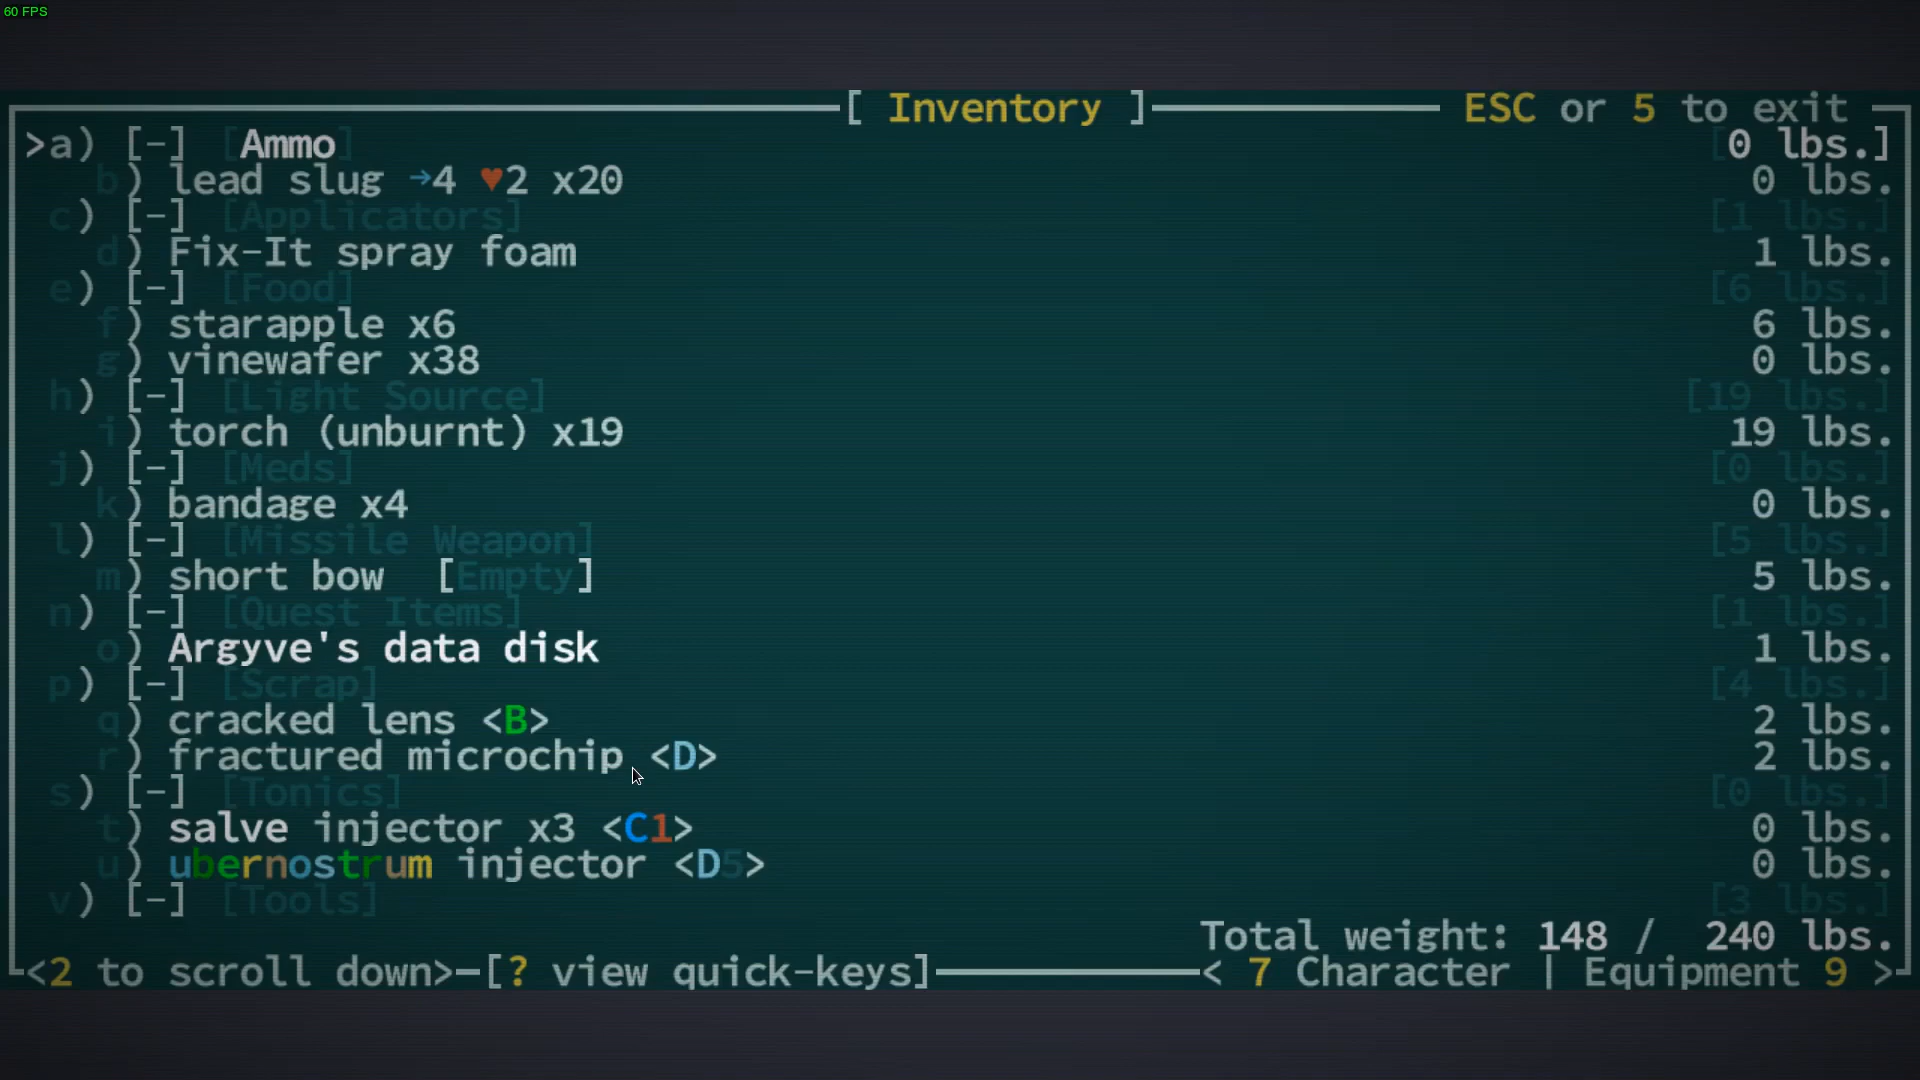 60 FPS
[ Inventory ] ESC or 5 to exit
>a) [-] [Ammo] [0 lbs.]
b) lead slug →4 ♥2 x20 0 lbs.
c) [-] [Applicators] [1 lbs.]
d) Fix-It spray foam 1 lbs.
e) [-] [Food] [6 lbs.]
f) starapple x6 6 lbs.
g) vinewafer x38 0 lbs.
h) [-] [Light Source] [19 lbs.]
i) torch (unburnt) x19 19 lbs.
j) [-] [Meds] [0 lbs.]
k) bandage x4 0 lbs.
l) [-] [Missile Weapon] [5 lbs.]
m) short bow [Empty] 5 lbs.
n) [-] [Quest Items] [1 lbs.]
o) Argyve's data disk 1 lbs.
p) [-] [Scrap] [4 lbs.]
q) cracked lens <B> 2 lbs.
r) fractured microchip <D> 2 lbs.
s) [-] [Tonics] [0 lbs.]
t) salve injector x3 <C1> 0 lbs.
u) ubernostrum injector <D5> 0 lbs.
v) [-] [Tools] [3 lbs.]
Total weight: 148 / 240 lbs.
<2 to scroll down> [? view quick-keys] < 7 Character | Equipment 9 >